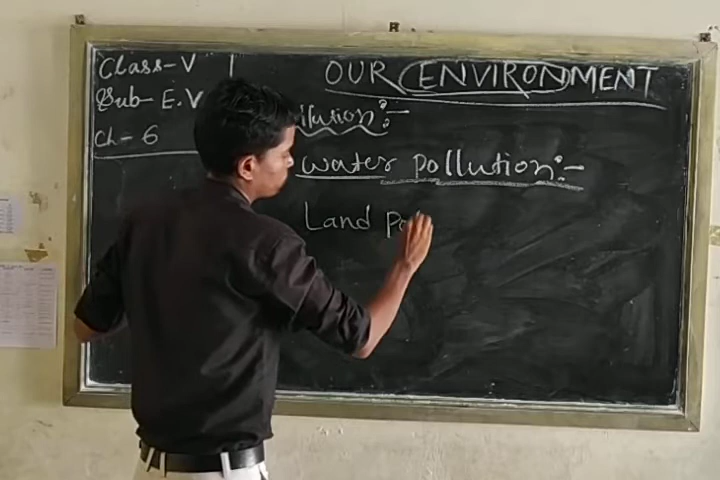 Class-V
Sub- E.V
Ch- 6
OUR ENVIRONMENT
llution:-
water pollution:-
Land Po